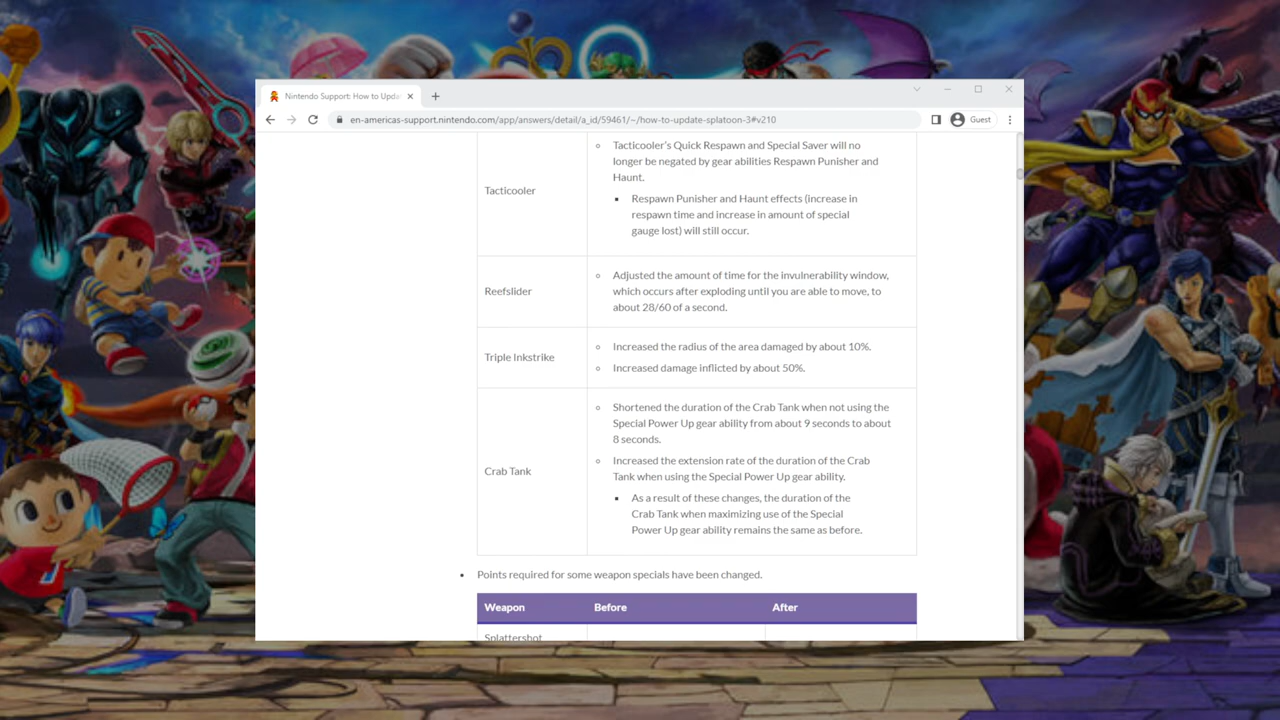 Nintendo Support: How to Upda
Guest
en-americas-support.nintendo.com/app/answers/detail/a_id/59461/~/how-to-update-splatoon-3#v210
Tacticooler
Tacticooler's Quick Respawn and Special Saver will no
longer be negated by gear abilities Respawn Punisher and
Haunt.
Respawn Punisher and Haunt effects (increase in
respawn time and increase in amount of special
gauge lost) will still occur.
Reefslider
Adjusted the amount of time for the invulnerability window,
which occurs after exploding until you are able to move, to
about 28/60 of a second.
Triple Inkstrike
Increased the radius of the area damaged by about 10%.
Increased damage inflicted by about 50%.
Crab Tank
Shortened the duration of the Crab Tank when not using the
Special Power Up gear ability from about 9 seconds to about
8 seconds.
Increased the extension rate of the duration of the Crab
Tank when using the Special Power Up gear ability.
As a result of these changes, the duration of the
Crab Tank when maximizing use of the Special
Power Up gear ability remains the same as before.
Points required for some weapon specials have been changed.
Weapon Before After
Splattershot